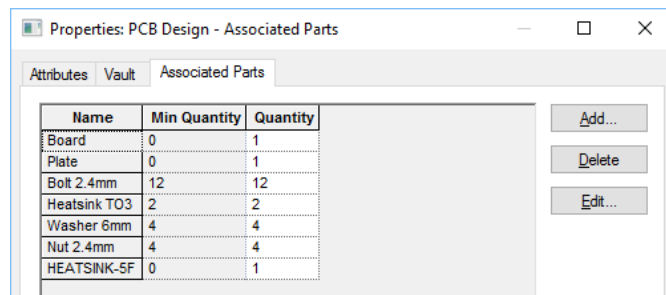 Properties: PCB Design - Associated Parts
Attributes Vault Associated Parts
Name Min Quantity Quantity Add...
Board 0 1
Plate 0 1 Delete
Bolt 2.4mm 12 12
Heatsink TO3 2 2 Edit...
Washer 6mm 4 4
Nut 2.4mm 4 4
HEATSINK-5F 0 1